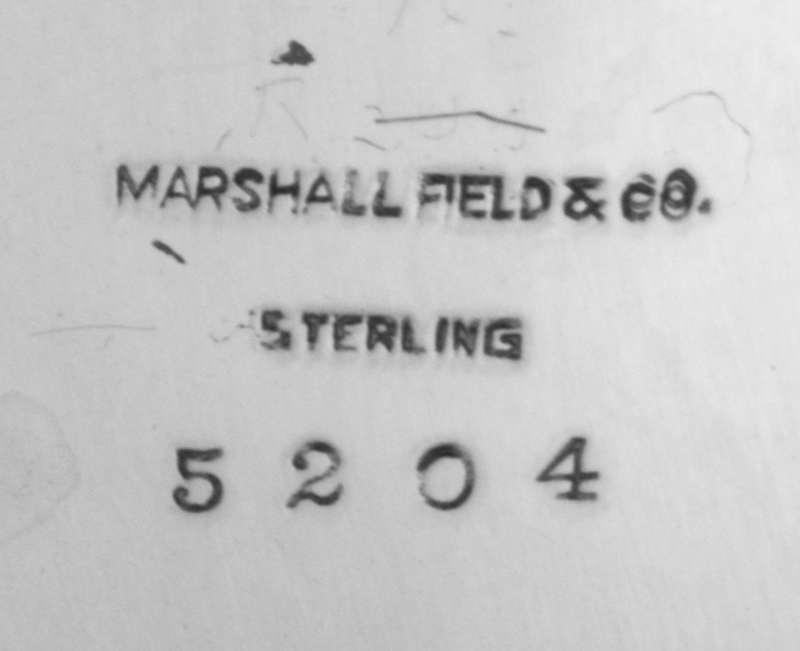 MARSHALL FIELD & CO.
STERLING
5204